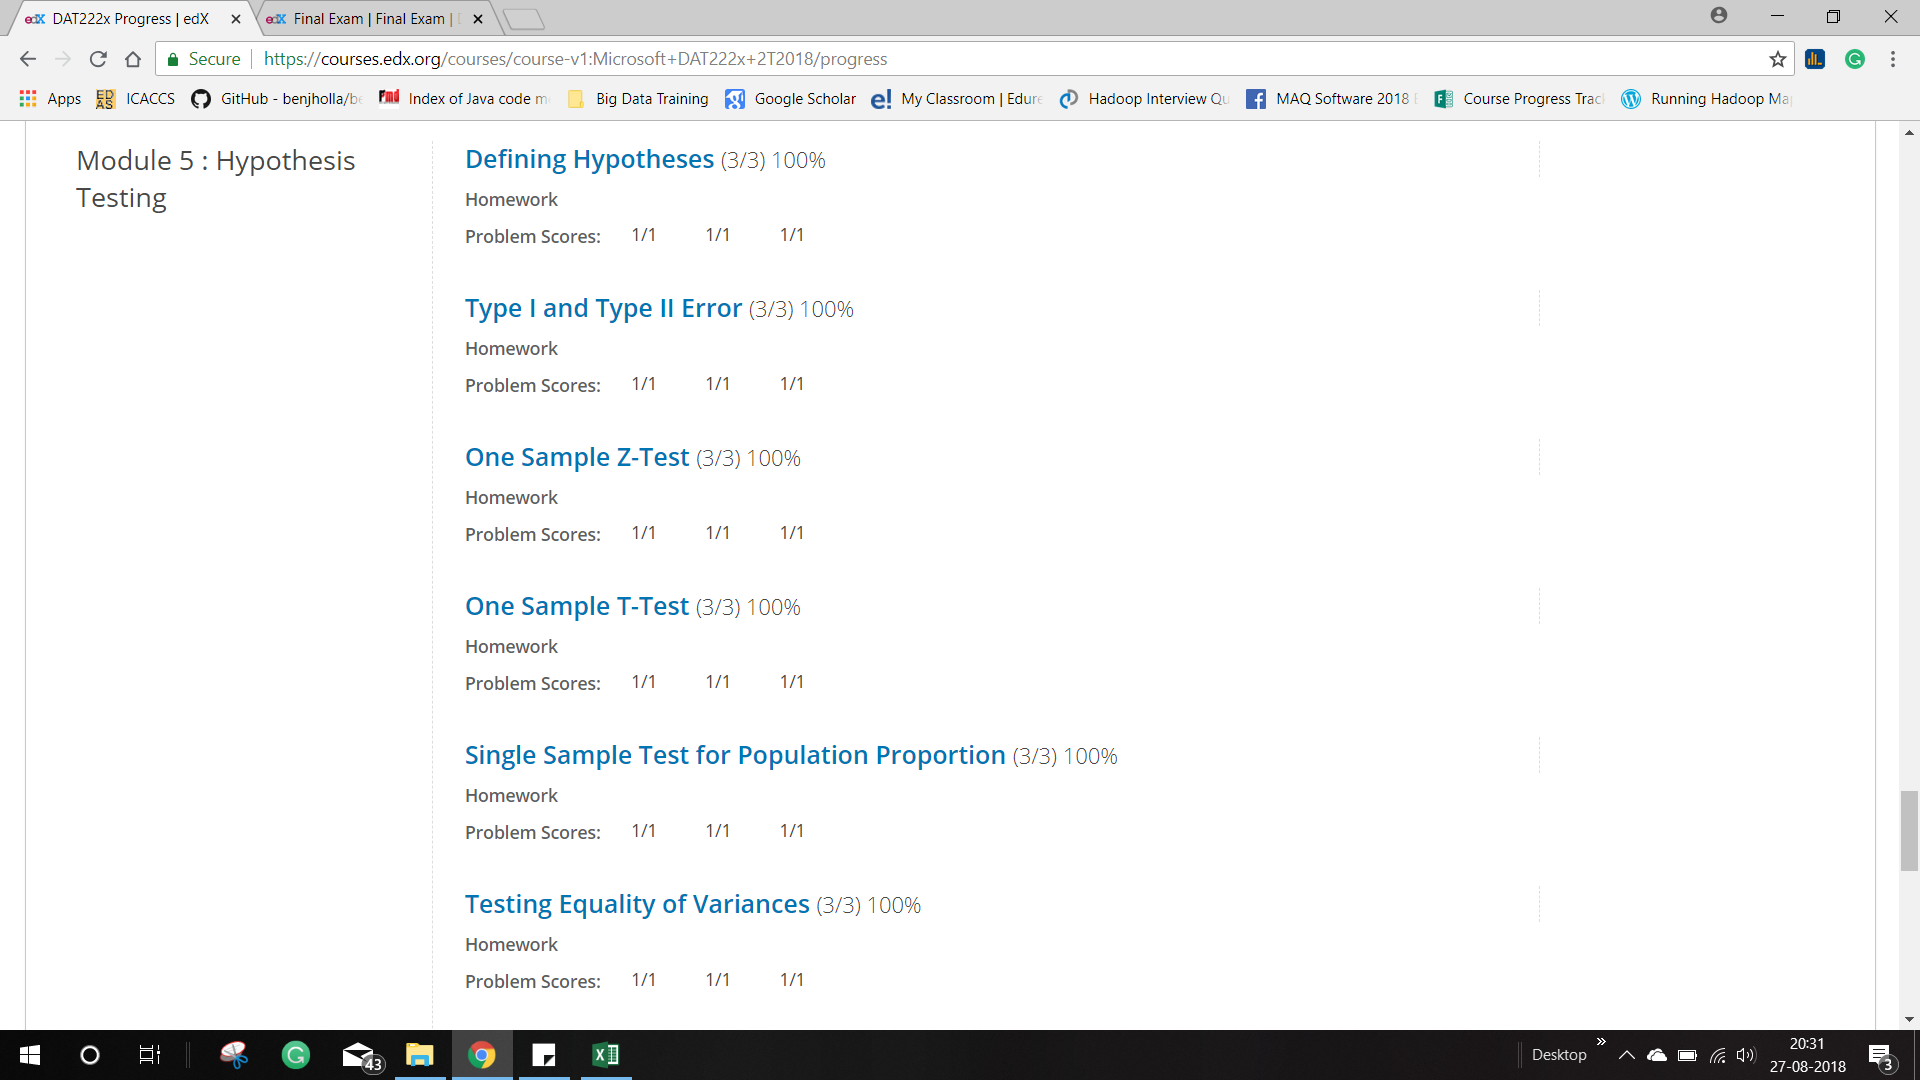 DAT222x Progress | edX
Final Exam | Final Exam |
Secure https://courses.edx.org/courses/course-v1:Microsoft+DAT222x+2T2018/progress
Apps ICACCS GitHub - benjholla/b Index of Java code m Big Data Training Google Scholar My Classroom | Edur Hadoop Interview Qu MAQ Software 2018 Course Progress Trac Running Hadoop Ma
Module 5 : Hypothesis
Testing
Defining Hypotheses (3/3) 100%
Homework
Problem Scores: 1/1 1/1 1/1
Type I and Type II Error (3/3) 100%
Homework
Problem Scores: 1/1 1/1 1/1
One Sample Z-Test (3/3) 100%
Homework
Problem Scores: 1/1 1/1 1/1
One Sample T-Test (3/3) 100%
Homework
Problem Scores: 1/1 1/1 1/1
Single Sample Test for Population Proportion (3/3) 100%
Homework
Problem Scores: 1/1 1/1 1/1
Testing Equality of Variances (3/3) 100%
Homework
Problem Scores: 1/1 1/1 1/1
43
Desktop
20:31
27-08-2018
3